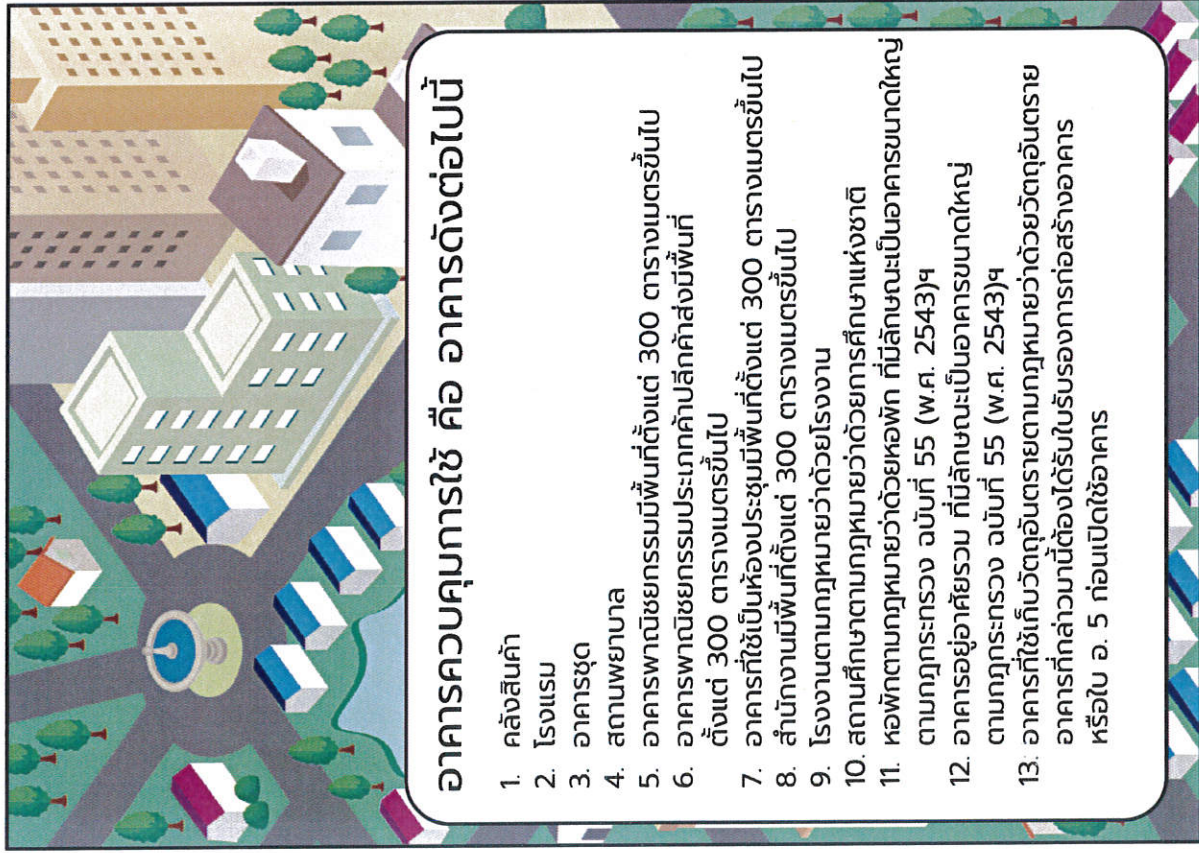 อาคารควบคุมการใช้ คือ อาคารดังต่อไปนี้
1. คลังสินค้า
2. โรงแรม
3. อาคารชุด
4. สถานพยาบาล
5. อาคารพาณิชยกรรมมีพื้นที่ตั้งแต่ 300 ตารางเมตรขึ้นไป
6. อาคารพาณิชยกรรมประเภทค้าปลีกค้าส่งมีพื้นที่
ตั้งแต่ 300 ตารางเมตรขึ้นไป
7. อาคารที่ใช้เป็นห้องประชุมมีพื้นที่ตั้งแต่ 300 ตารางเมตรขึ้นไป
8. สำนักงานมีพื้นที่ตั้งแต่ 300 ตารางเมตรขึ้นไป
9. โรงงานตามกฎหมายว่าด้วยโรงงาน
10. สถานศึกษาตามกฎหมายว่าด้วยการศึกษาแห่งชาติ
11. หอพักตามกฎหมายว่าด้วยหอพัก ที่มีลักษณะเป็นอาคารขนาดใหญ่
ตามกฎกระทรวง ฉบับที่ 55 (พ.ศ. 2543)ฯ
12. อาคารอยู่อาศัยรวม ที่มีลักษณะเป็นอาคารขนาดใหญ่
ตามกฎกระทรวง ฉบับที่ 55 (พ.ศ. 2543)ฯ
13. อาคารที่ใช้เก็บวัตถุอันตรายตามกฎหมายว่าด้วยวัตถุอันตราย
อาคารที่กล่าวมานี้ต้องได้รับใบรับรองการก่อสร้างอาคาร
หรือใบ อ. 5 ก่อนเปิดใช้อาคาร